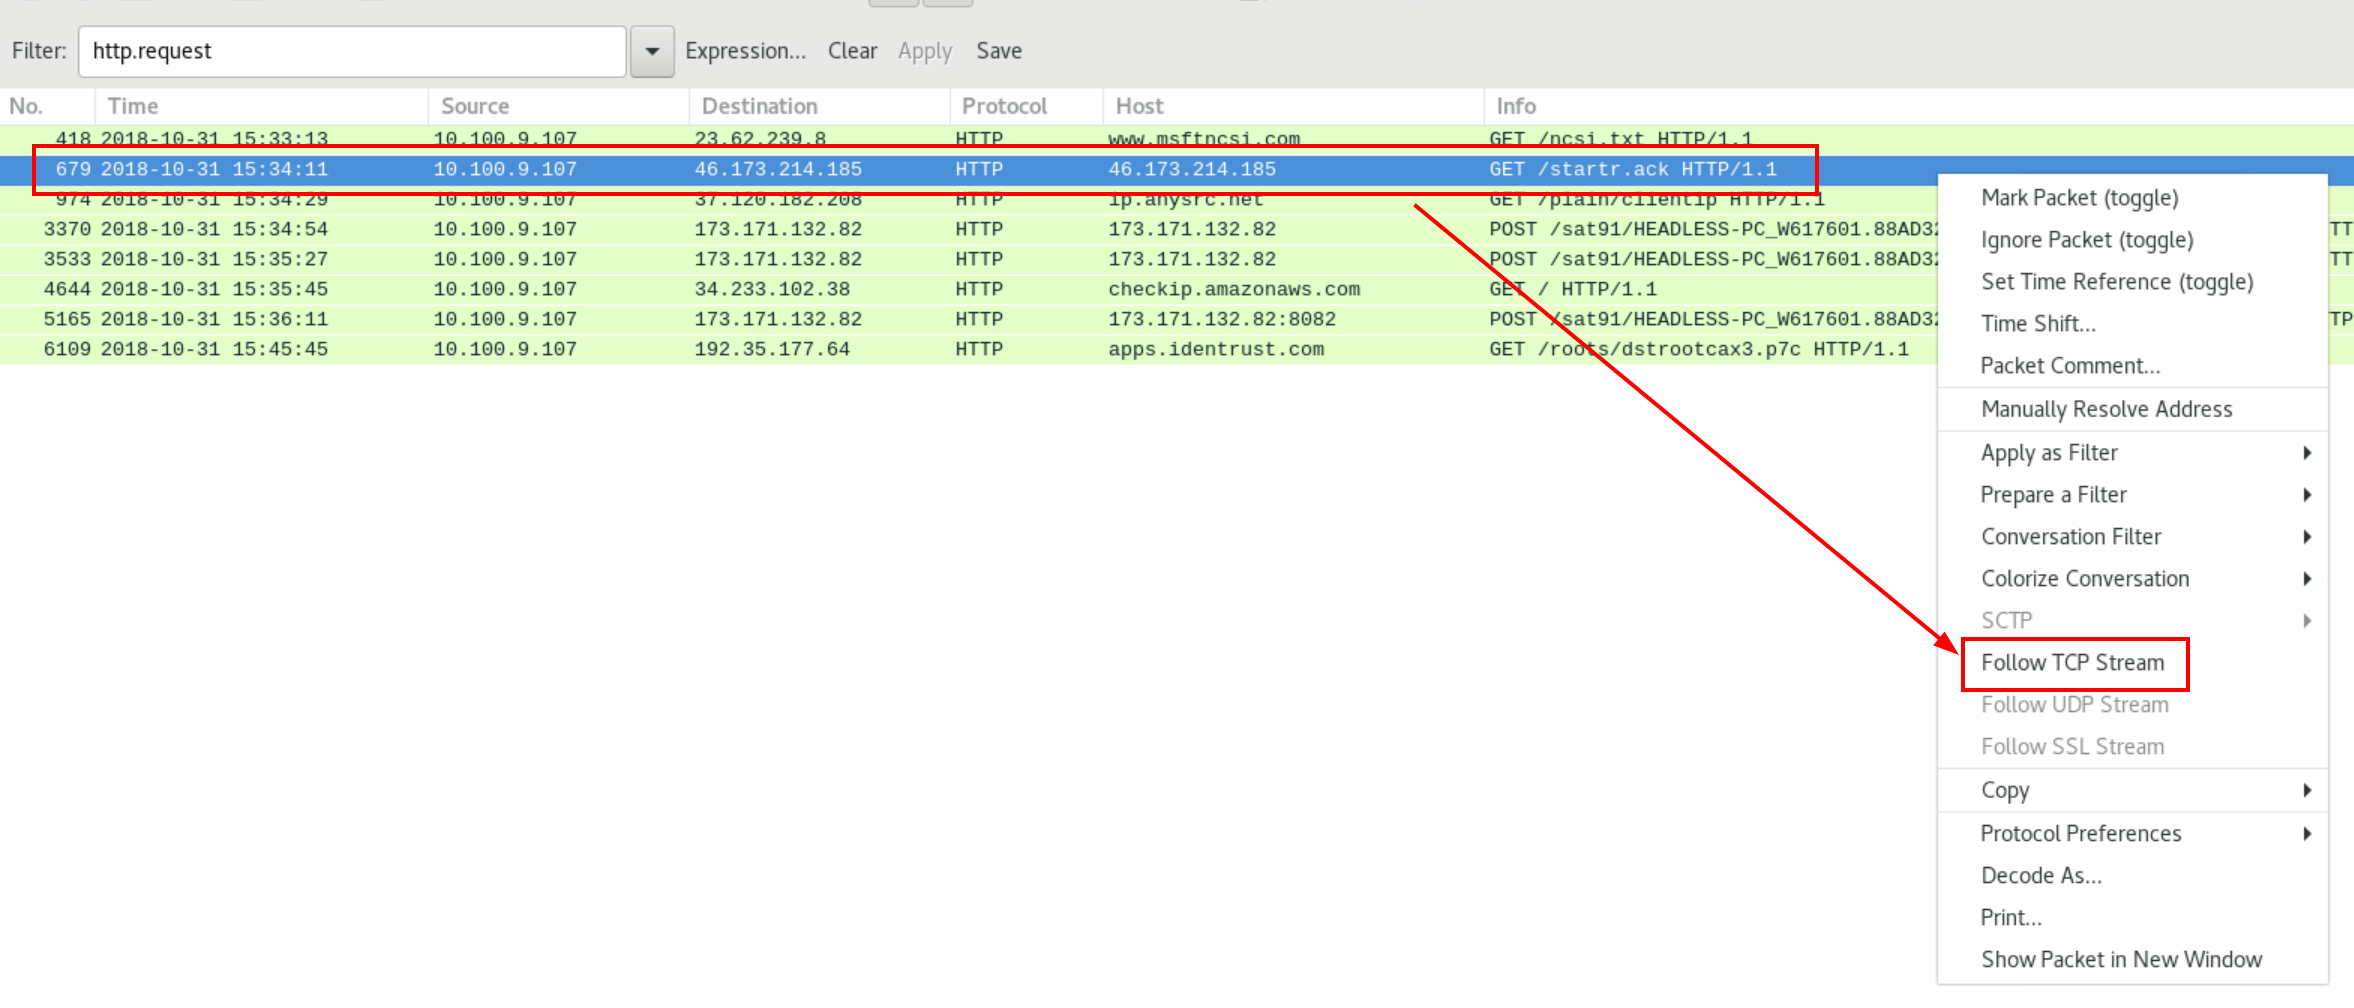 Filter: http.request Expression... Clear Apply Save
No. Time Source Destination Protocol Host Info
418 2018-10-31 15:33:13 10.100.9.107 23.62.239.8 HTTP www.msftncsi.com GET /ncsi.txt HTTP/1.1
679 2018-10-31 15:34:11 10.100.9.107 46.173.214.185 HTTP 46.173.214.185 GET /startr.ack HTTP/1.1
974 2018-10-31 15:34:29 10.100.9.107 37.120.182.208 HTTP ip.anysrc.net GET /plain/clientip HTTP/1.1
3370 2018-10-31 15:34:54 10.100.9.107 173.171.132.82 HTTP 173.171.132.82 POST /sat91/HEADLESS-PC_W617601.88AD32 TT
3533 2018-10-31 15:35:27 10.100.9.107 173.171.132.82 HTTP 173.171.132.82 POST /sat91/HEADLESS-PC_W617601.88AD32 TT
4644 2018-10-31 15:35:45 10.100.9.107 34.233.102.38 HTTP checkip.amazonaws.com GET / HTTP/1.1
5165 2018-10-31 15:36:11 10.100.9.107 173.171.132.82 HTTP 173.171.132.82:8082 POST /sat91/HEADLESS-PC_W617601.88AD32 TP
6109 2018-10-31 15:45:45 10.100.9.107 192.35.177.64 HTTP apps.identrust.com GET /roots/dstrootcax3.p7c HTTP/1.1
Mark Packet (toggle)
Ignore Packet (toggle)
Set Time Reference (toggle)
Time Shift...
Packet Comment...
Manually Resolve Address
Apply as Filter
Prepare a Filter
Conversation Filter
Colorize Conversation
SCTP
Follow TCP Stream
Follow UDP Stream
Follow SSL Stream
Copy
Protocol Preferences
Decode As...
Print...
Show Packet in New Window